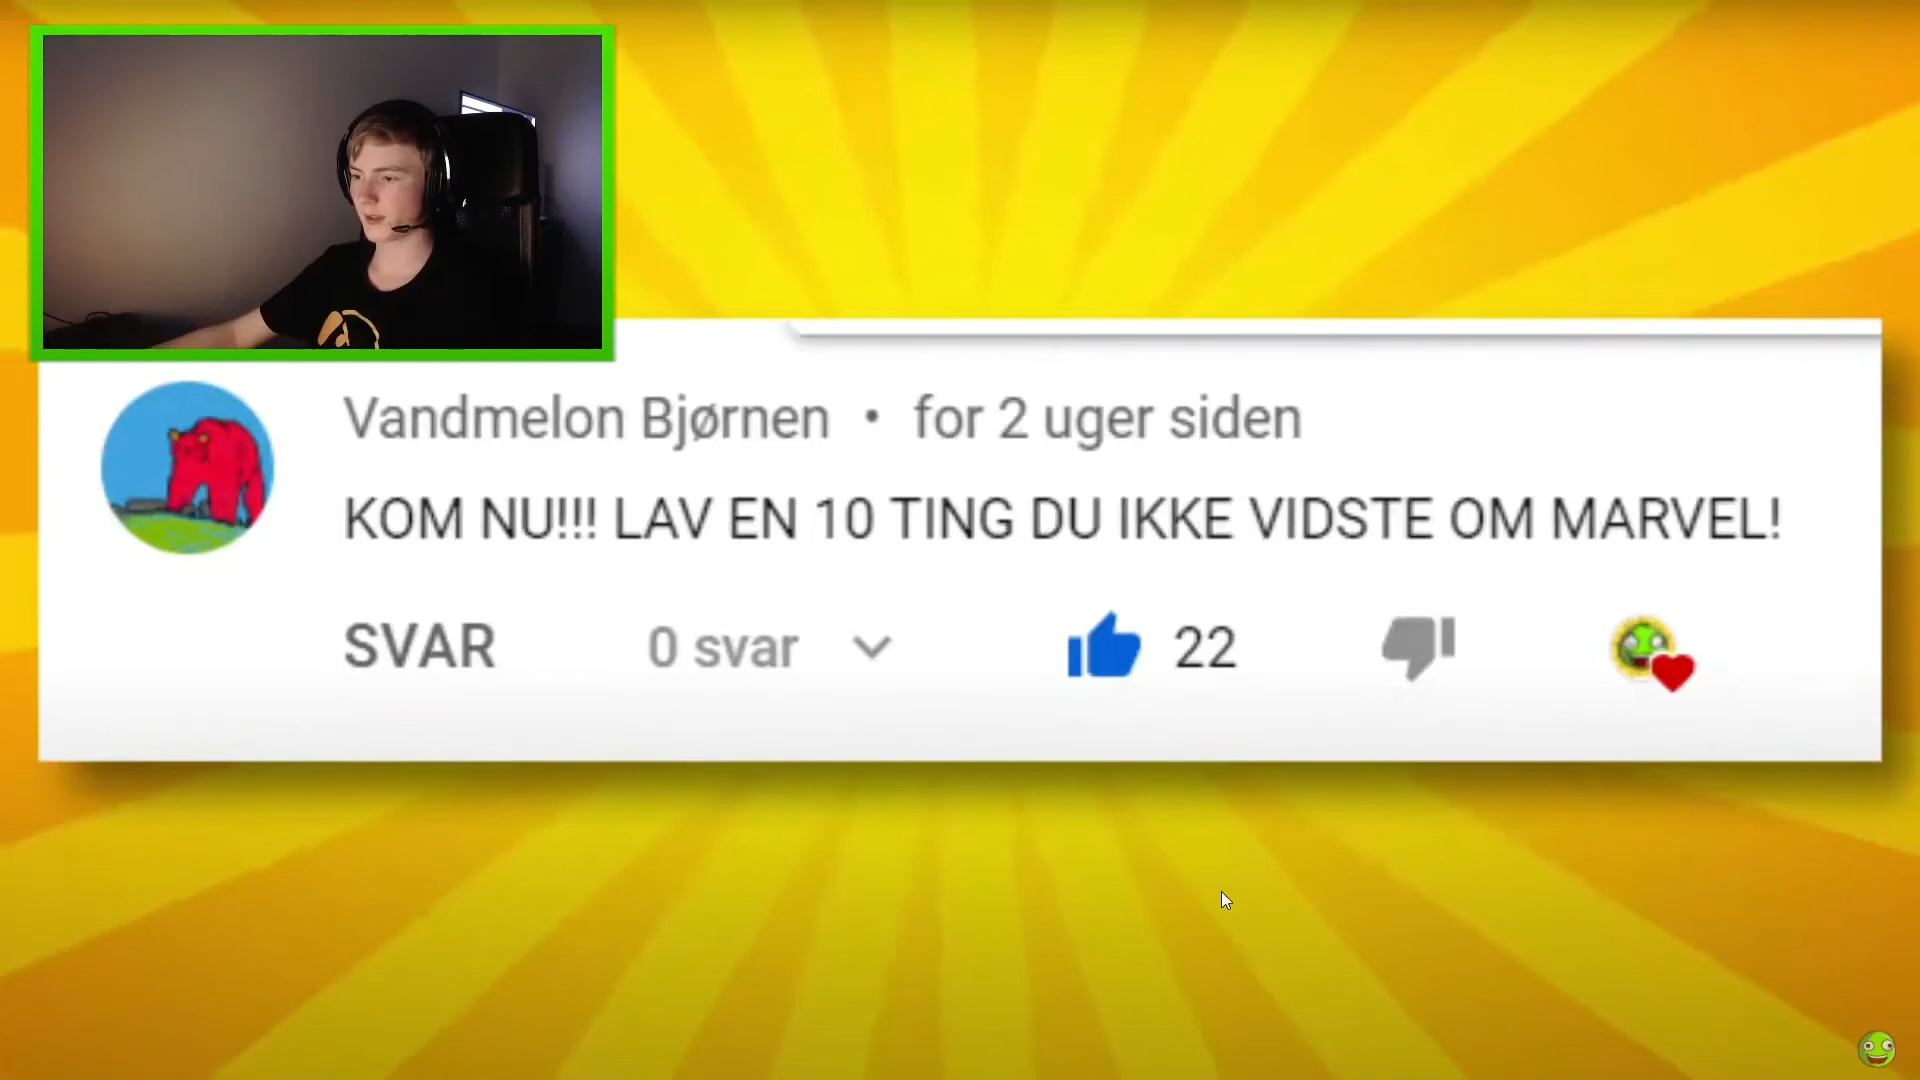 Vandmelon Bjørnen • for 2 uger siden
KOM NU!!! LAV EN 10 TING DU IKKE VIDSTE OM MARVEL!
SVAR 0 svar 22